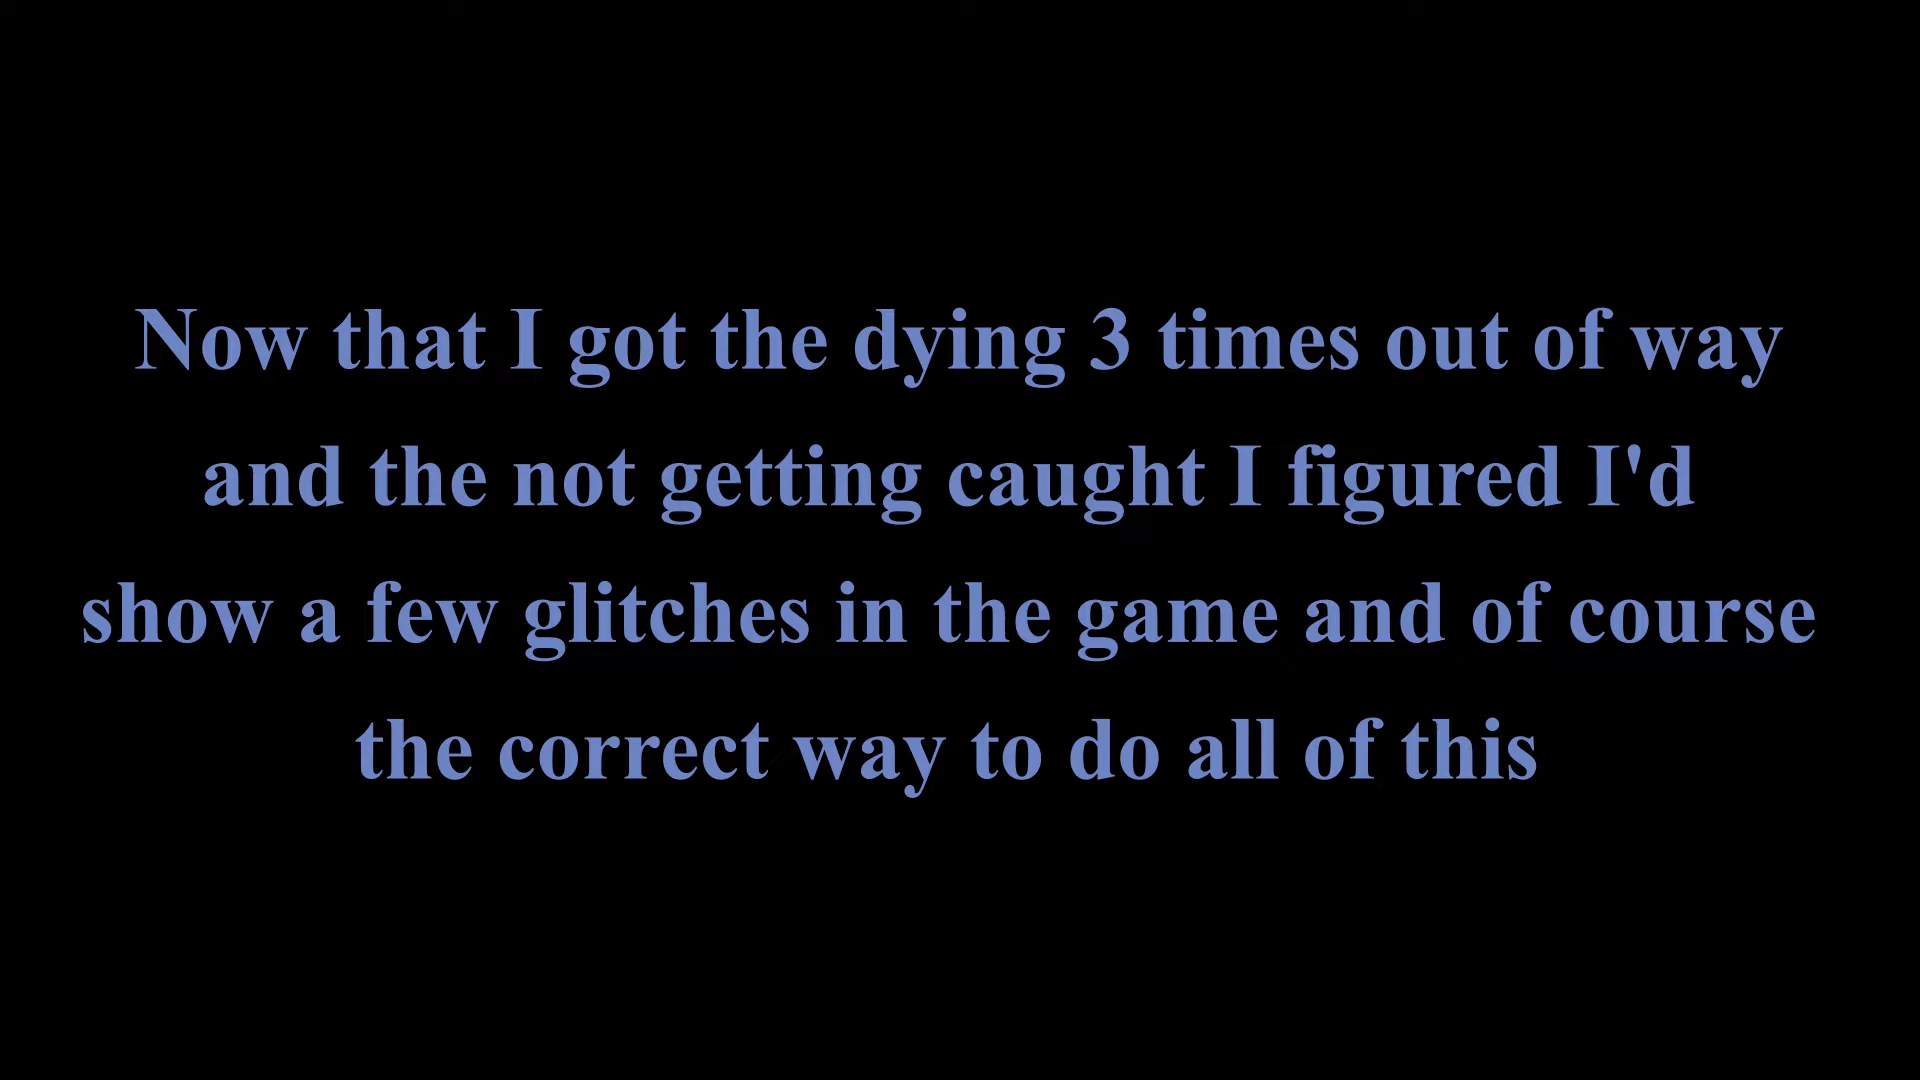 Now that I got the dying 3 times out of way
and the not getting caught I figured I'd
show a few glitches in the game and of course
the correct way to do all of this